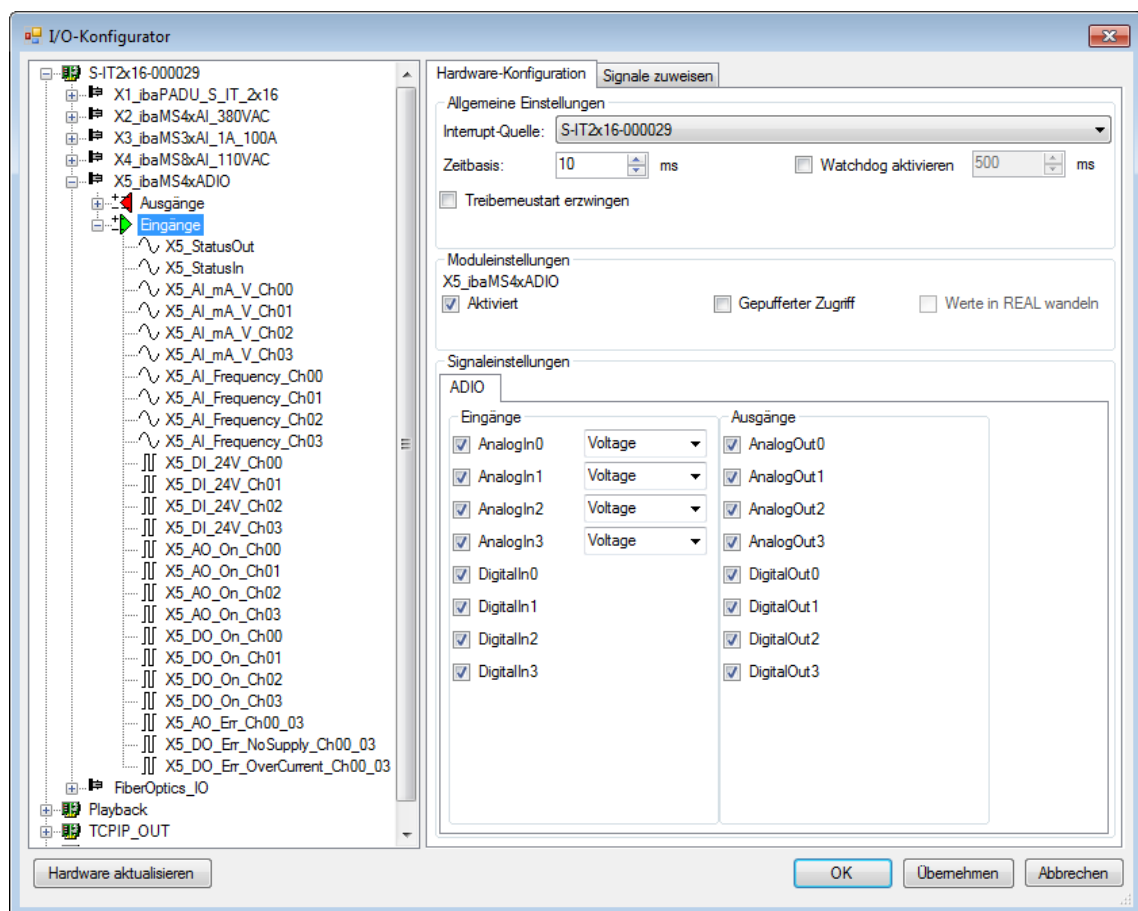 I/O-Konfigurator
S-IT2x16-000029
X1_ibaPADU_S_IT_2x16
X2_ibaMS4xAI_380VAC
X3_ibaMS3xAI_1A_100A
X4_ibaMS8xAI_110VAC
X5_ibaMS4xADIO
Ausgänge
Eingänge
X5_StatusOut
X5_StatusIn
X5_AI_mA_V_Ch00
X5_AI_mA_V_Ch01
X5_AI_mA_V_Ch02
X5_AI_mA_V_Ch03
X5_AI_Frequency_Ch00
X5_AI_Frequency_Ch01
X5_AI_Frequency_Ch02
X5_AI_Frequency_Ch03
X5_DI_24V_Ch00
X5_DI_24V_Ch01
X5_DI_24V_Ch02
X5_DI_24V_Ch03
X5_AO_On_Ch00
X5_AO_On_Ch01
X5_AO_On_Ch02
X5_AO_On_Ch03
X5_DO_On_Ch00
X5_DO_On_Ch01
X5_DO_On_Ch02
X5_DO_On_Ch03
X5_AO_Err_Ch00_03
X5_DO_Err_NoSupply_Ch00_03
X5_DO_Err_OverCurrent_Ch00_03
FiberOptics_IO
Playback
TCPIP_OUT
Hardware aktualisieren
Hardware-Konfiguration Signale zuweisen
Allgemeine Einstellungen
Interrupt-Quelle: S-IT2x16-000029
Zeitbasis: 10 ms Watchdog aktivieren 500 ms
Treiberneustart erzwingen
Moduleinstellungen
X5_ibaMS4xADIO
Aktiviert Gepufferter Zugriff Werte in REAL wandeln
Signaleinstellungen
ADIO
Eingänge Ausgänge
AnalogIn0 Voltage AnalogOut0
AnalogIn1 Voltage AnalogOut1
AnalogIn2 Voltage AnalogOut2
AnalogIn3 Voltage AnalogOut3
DigitalIn0 DigitalOut0
DigitalIn1 DigitalOut1
DigitalIn2 DigitalOut2
DigitalIn3 DigitalOut3
OK Übernehmen Abbrechen